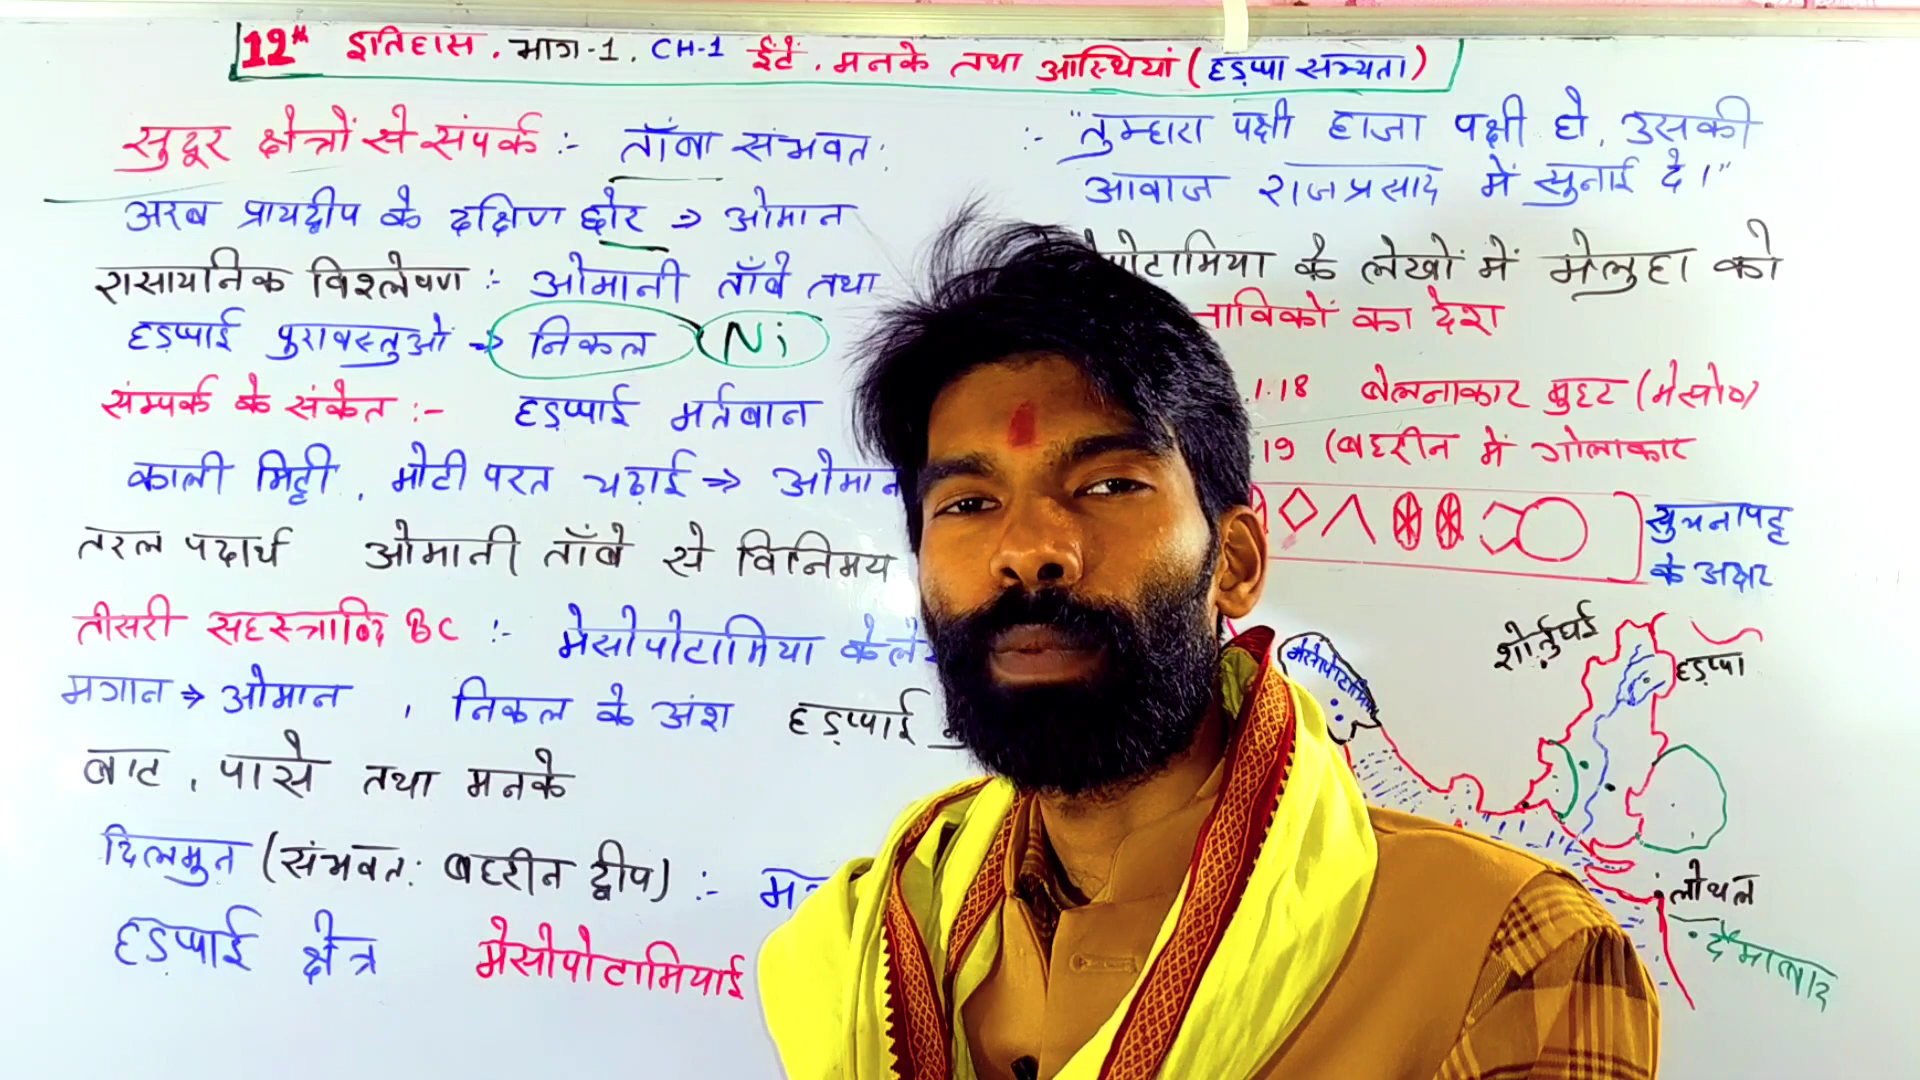 12th इतिहास. भाग-1. CH-1 ईंटें. मनके तथा अस्थियां (हड़प्पा सभ्यता)
सुदूर क्षेत्रों से संपर्क :- ताँबा संभवत:
अरब प्रायद्वीप के दक्षिण छोर ⇒ ओमान
रासायनिक विश्लेषण :- ओमानी ताँबे तथा
हड़प्पाई पुरावस्तुओ ⇒ निकल Ni
संम्पर्क के संकेत :- हड़प्पाई मर्तबान
काली मिट्टी, मोटी परत चढ़ाई ⇒ ओमान
तरल पदार्थ ओमानी ताँबे से विनिमय
तीसरी सहस्त्राब्दि BC :- मेसोपोटामिया के ले
मगान ⇒ ओमान , निकल के अंश हड़प्पाई
बाट, पासे तथा मनके
दिलमुन (संभवत: बहरीन द्वीप) :-
हड़प्पाई क्षेत्र मेसोपोटामियाई
:- "तुम्हारा पक्षी हाजा पक्षी हो, उसकी
आवाज राजप्रसाद में सुनाई दे।"
पोटामिया के लेखों में मेलुहा को
नाविकों का देश
1.18 बेलनाकार मुहर (मेसोपो)
19 (बहरीन में गोलाकार
सूचनापट्ट
के अक्षर
मेसोपोटामिया
शोर्तुघई
हड़प्पा
लोथल
दैमाबाद